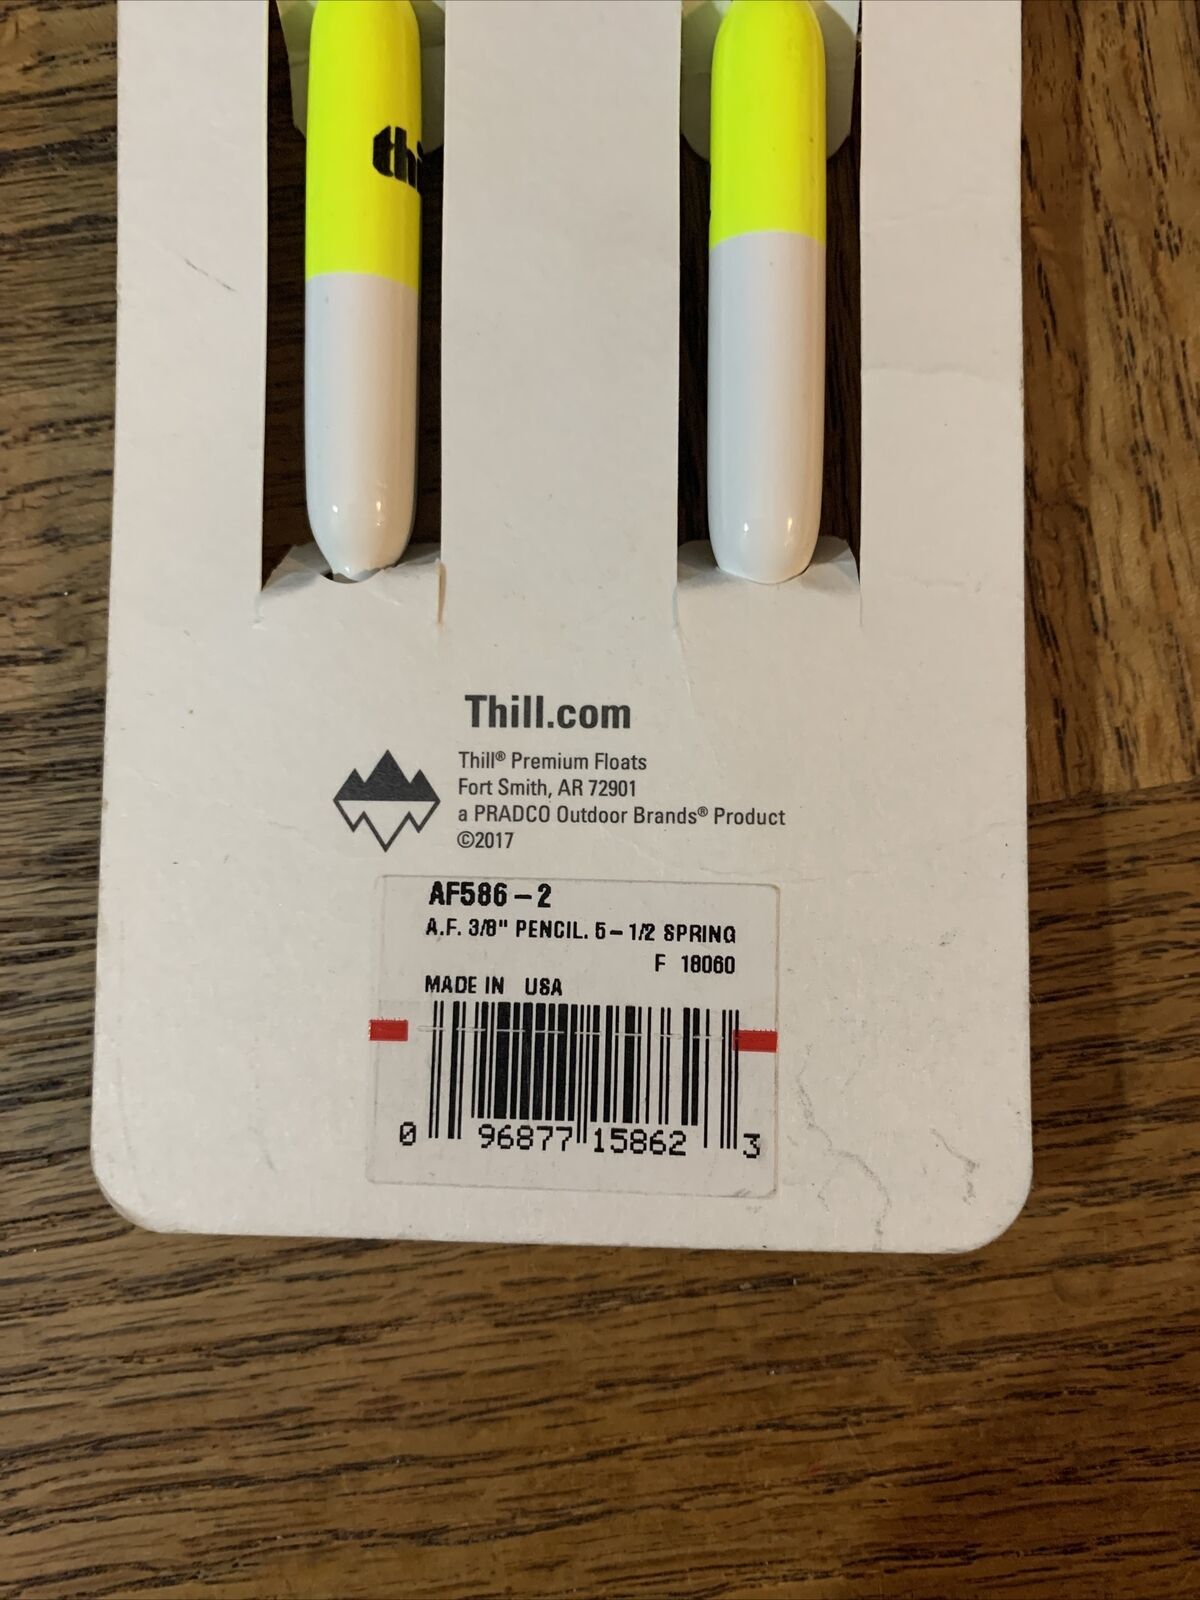 thi
Thill.com
Thill® Premium Floats
Fort Smith, AR 72901
a PRADCO Outdoor Brands® Product
©2017
AF586-2
A.F. 3/8" PENCIL. 5-1/2 SPRING
F 18060
MADE IN USA
0 96877 15862 3